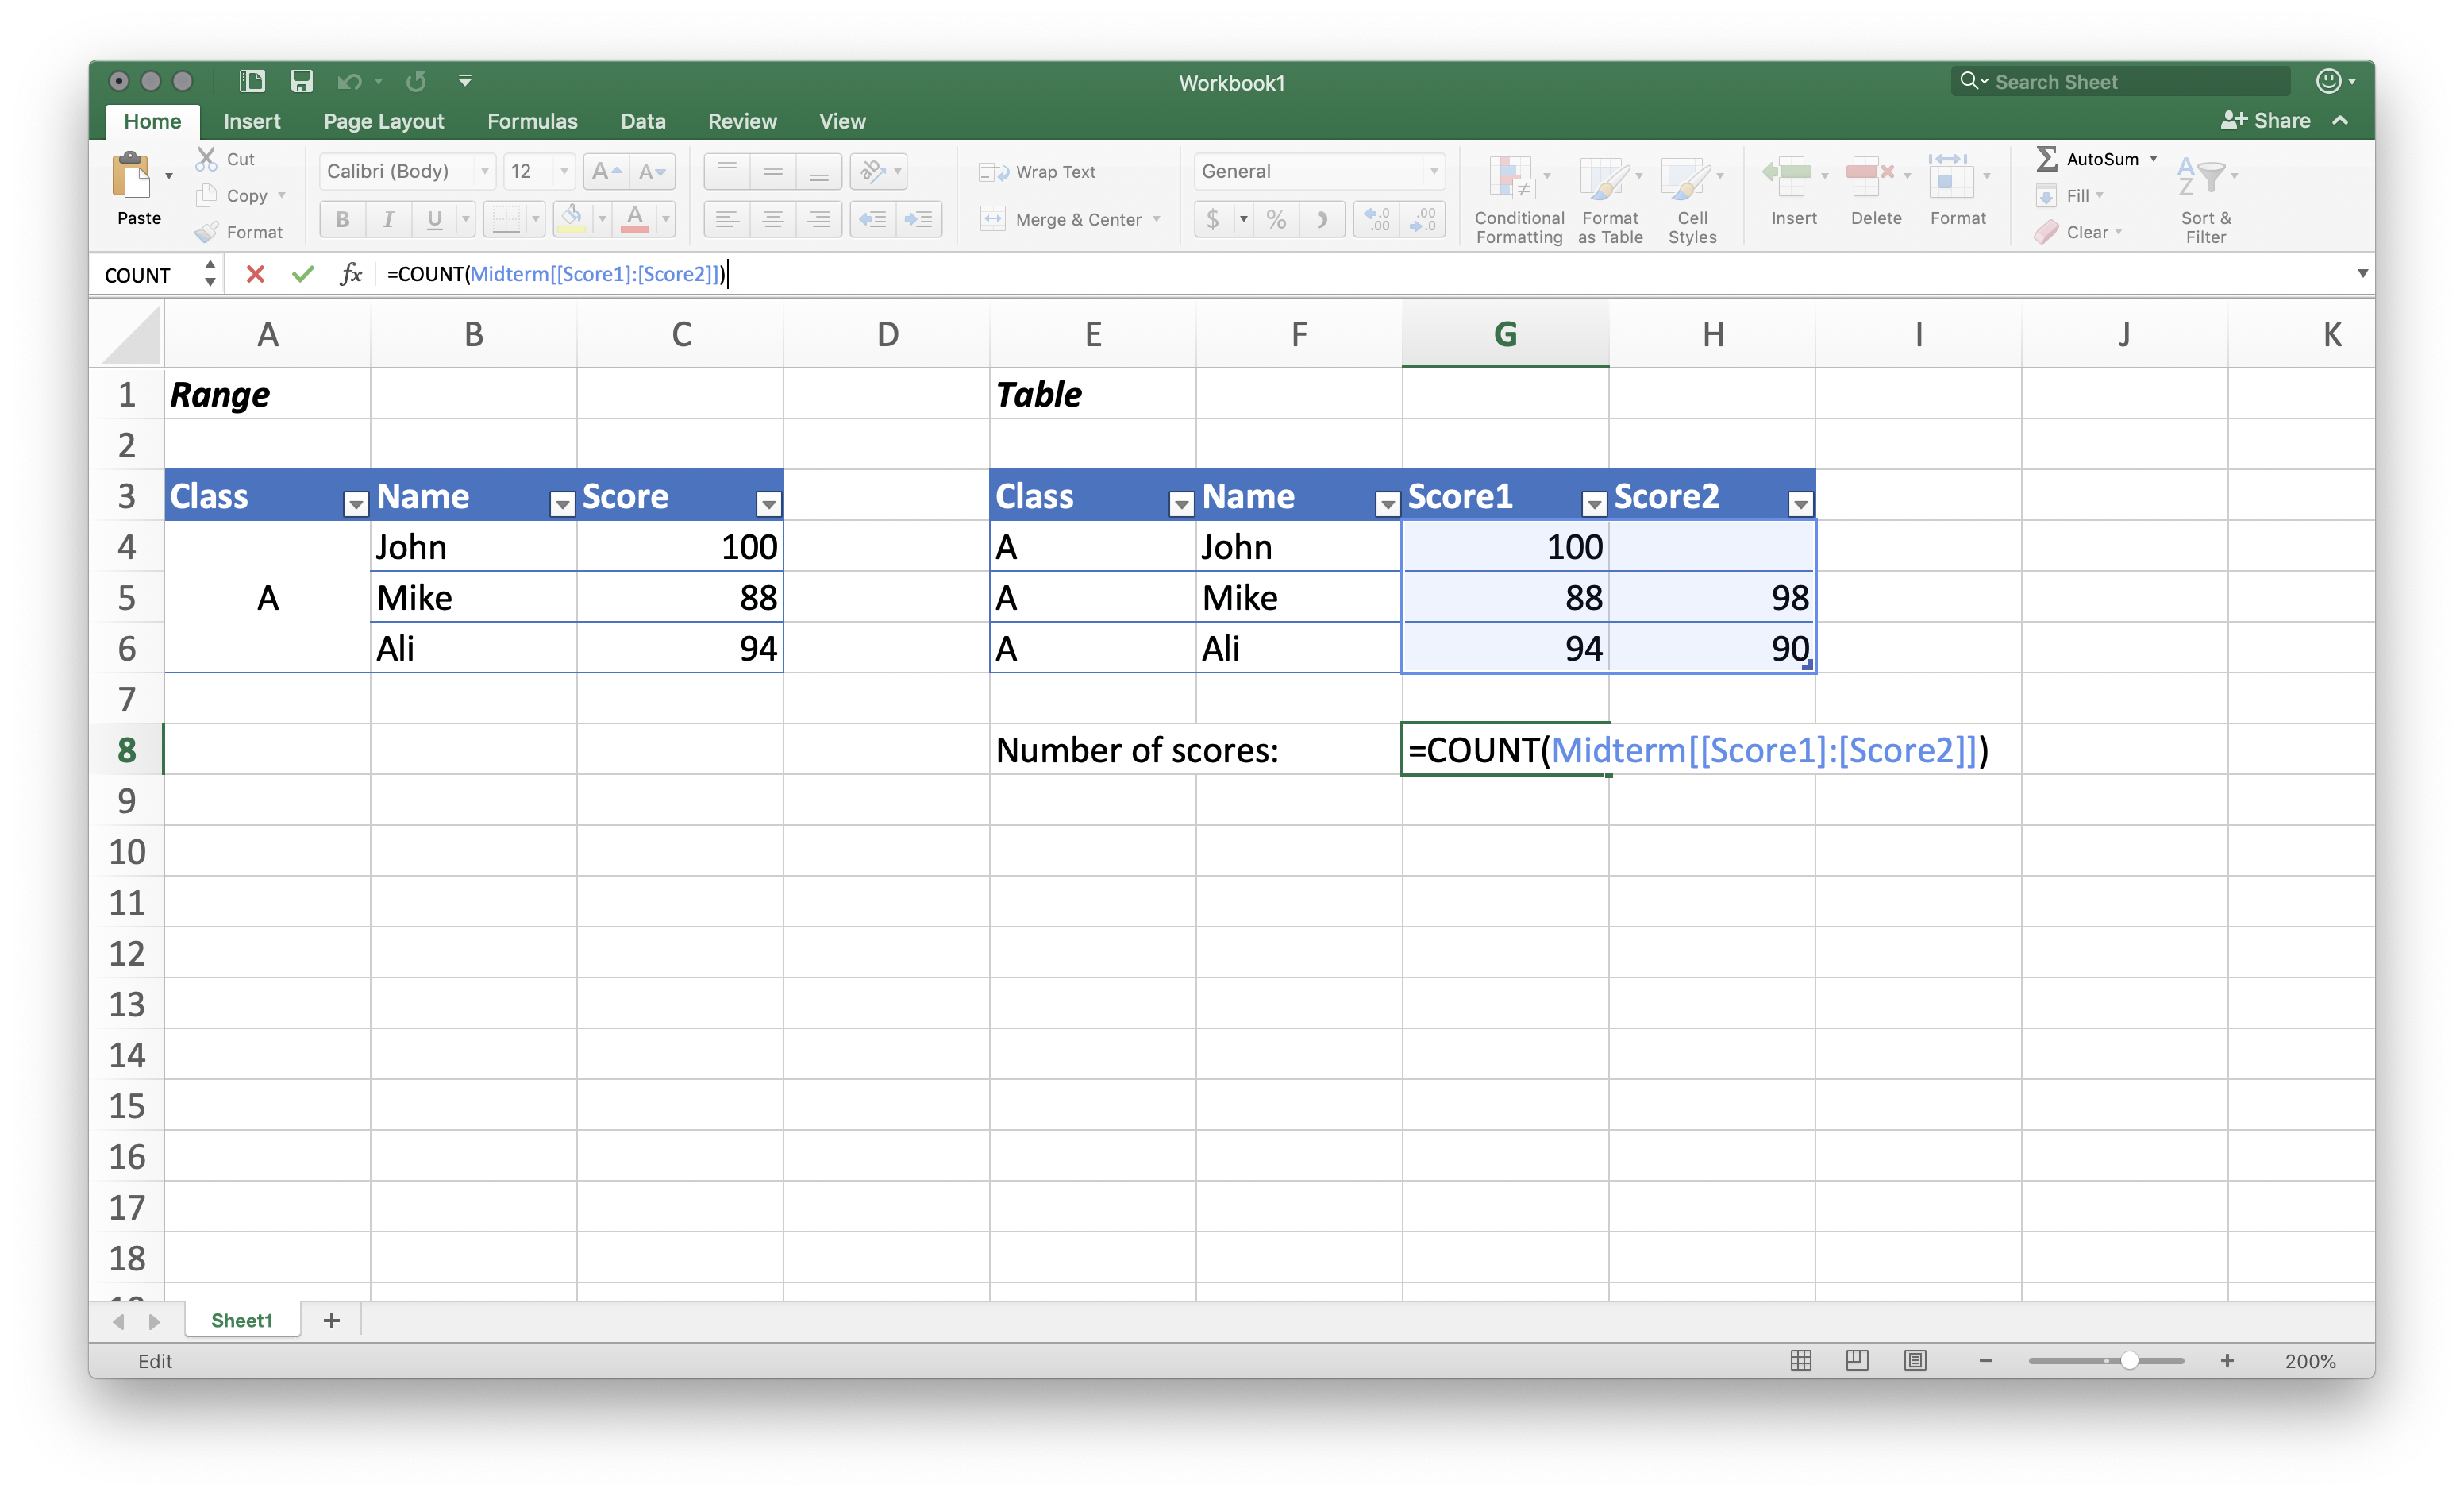 Workbook1
Search Sheet
Home Insert Page Layout Formulas Data Review View Share
Paste Cut Copy Format
Calibri (Body) 12 A A
B I U A
Wrap Text
Merge & Center
General
$ % .0 .00 .00 .0
Conditional Formatting
Format as Table
Cell Styles
Insert Delete Format
AutoSum
Fill
Clear
Sort & Filter
COUNT fx =COUNT(Midterm[[Score1]:[Score2]])
A B C D E F G H I J K
1 Range Table
2
3 Class Name Score Class Name Score1 Score2
4 John 100 A John 100
5 A Mike 88 A Mike 88 98
6 Ali 94 A Ali 94 90
7
8 Number of scores: =COUNT(Midterm[[Score1]:[Score2]])
9
10
11
12
13
14
15
16
17
18
Sheet1 +
Edit 200%